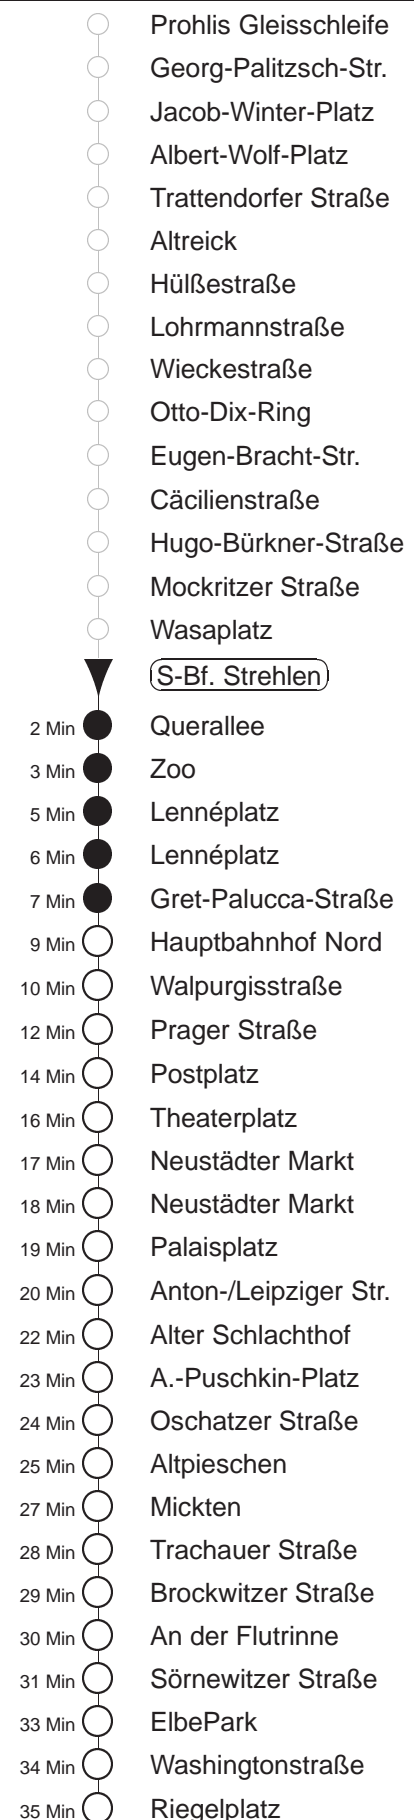 Prohlis Gleisschleife
Georg-Palitzsch-Str.
Jacob-Winter-Platz
Albert-Wolf-Platz
Trattendorfer Straße
Altreick
Hülßestraße
Lohrmannstraße
Wieckestraße
Otto-Dix-Ring
Eugen-Bracht-Str.
Cäcilienstraße
Hugo-Bürkner-Straße
Mockritzer Straße
Wasaplatz
S-Bf. Strehlen
2 Min Querallee
3 Min Zoo
5 Min Lennéplatz
6 Min Lennéplatz
7 Min Gret-Palucca-Straße
9 Min Hauptbahnhof Nord
10 Min Walpurgisstraße
12 Min Prager Straße
14 Min Postplatz
16 Min Theaterplatz
17 Min Neustädter Markt
18 Min Neustädter Markt
19 Min Palaisplatz
20 Min Anton-/Leipziger Str.
22 Min Alter Schlachthof
23 Min A.-Puschkin-Platz
24 Min Oschatzer Straße
25 Min Altpieschen
27 Min Mickten
28 Min Trachauer Straße
29 Min Brockwitzer Straße
30 Min An der Flutrinne
31 Min Sörnewitzer Straße
33 Min ElbePark
34 Min Washingtonstraße
35 Min Riegelplatz